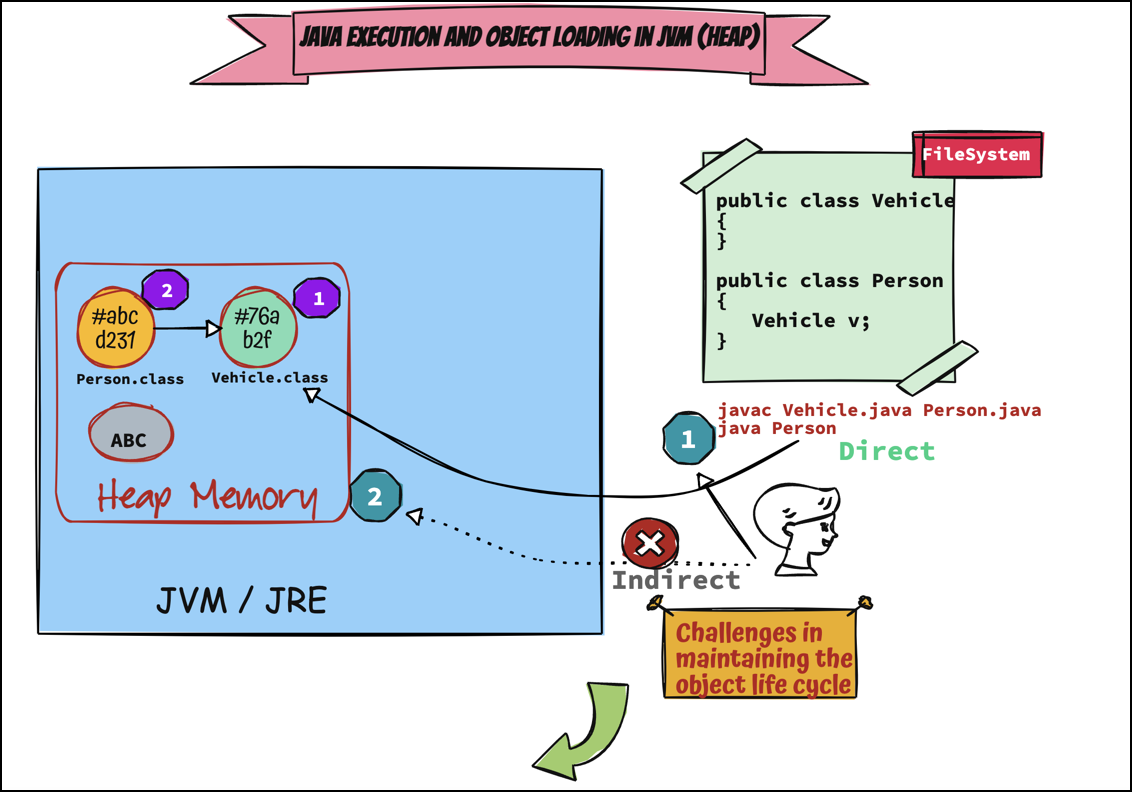 JAVA EXECUTION AND OBJECT LOADING IN JVM (HEAP)
FileSystem
public class Vehicle
{
}
public class Person
{
Vehicle v;
}
2
1
#abc
d231
#76a
b2f
Person.class
Vehicle.class
ABC
Heap Memory
2
JVM / JRE
1
javac Vehicle.java Person.java
java Person
Direct
Indirect
Challenges in
maintaining the
object life cycle